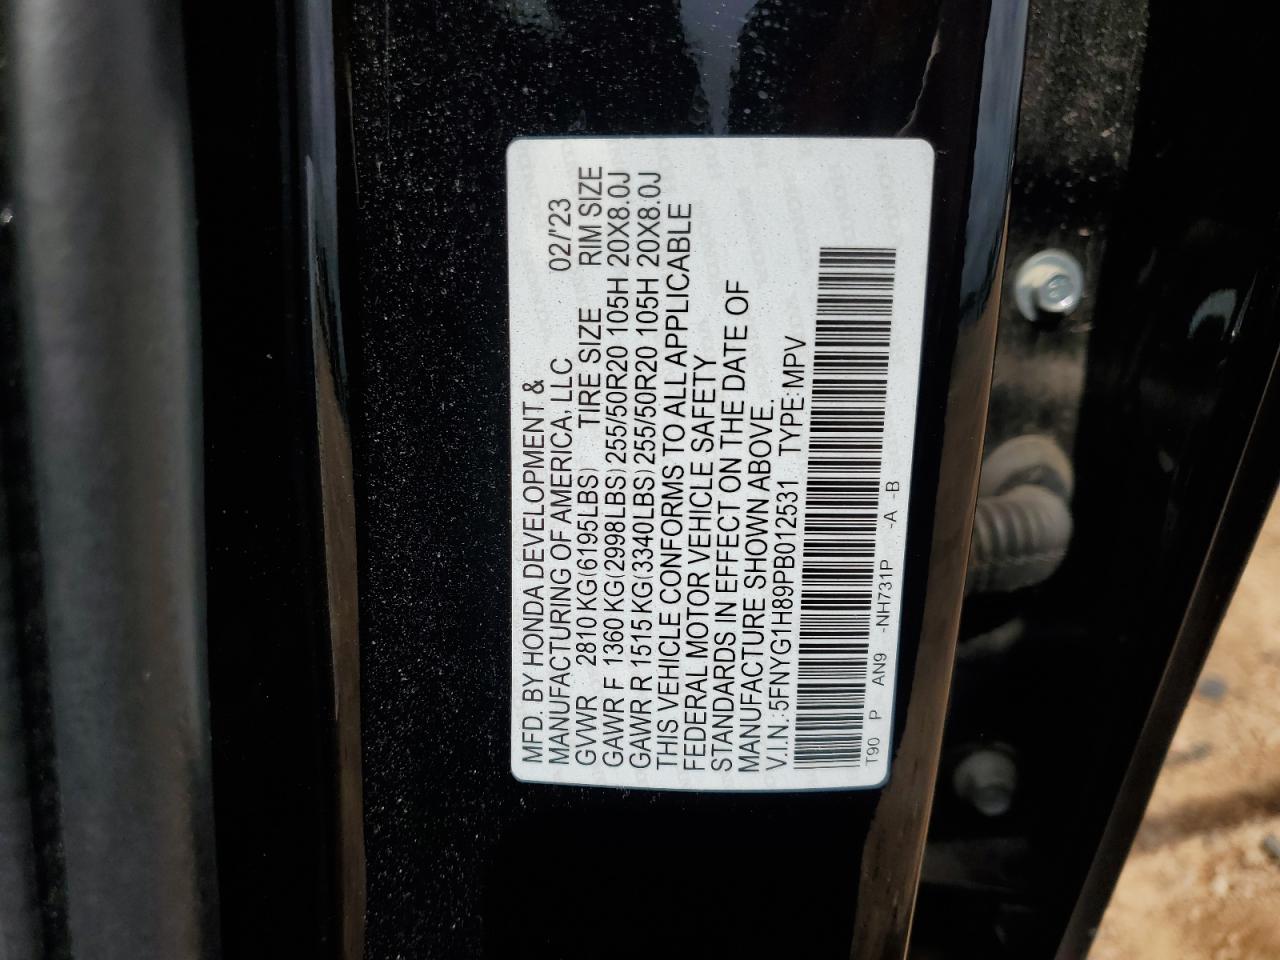 MFD. BY HONDA DEVELOPMENT &
MANUFACTURING OF AMERICA, LLC 02/'23
GVWR 2810 KG(6195LBS) TIRE SIZE RIM SIZE
GAWR F 1360 KG(2998LBS) 255/50R20 105H 20X8.0J
GAWR R 1515 KG(3340LBS) 255/50R20 105H 20X8.0J
THIS VEHICLE CONFORMS TO ALL APPLICABLE
FEDERAL MOTOR VEHICLE SAFETY
STANDARDS IN EFFECT ON THE DATE OF
MANUFACTURE SHOWN ABOVE.
V.I.N.:5FNYG1H89PB012531 TYPE:MPV
T90 P AN9 -NH731P -A -B